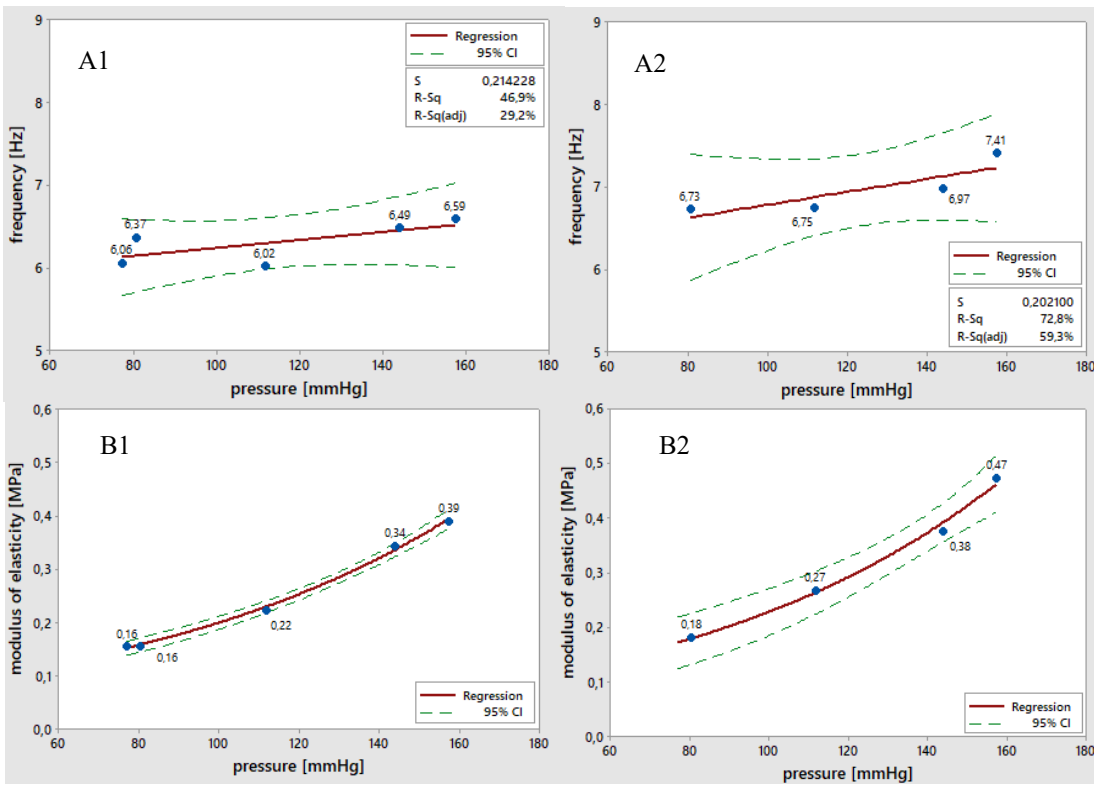 A1
Regression
95% CI
S 0,214228
R-Sq 46,9%
R-Sq(adj) 29,2%
frequency [Hz]
9
8
7
6
5
6,06
6,37
6,02
6,49
6,59
60 80 100 120 140 160 180
pressure [mmHg]
A2
frequency [Hz]
9
8
7
6
5
6,73
6,75
6,97
7,41
Regression
95% CI
S 0,202100
R-Sq 72,8%
R-Sq(adj) 59,3%
60 80 100 120 140 160 180
pressure [mmHg]
B1
modulus of elasticity [MPa]
0,6
0,5
0,4
0,3
0,2
0,1
0,0
0,16
0,16
0,22
0,34
0,39
Regression
95% CI
60 80 100 120 140 160 180
pressure [mmHg]
B2
modulus of elasticity [MPa]
0,6
0,5
0,4
0,3
0,2
0,1
0,0
0,18
0,27
0,38
0,47
Regression
95% CI
60 80 100 120 140 160 180
pressure [mmHg]